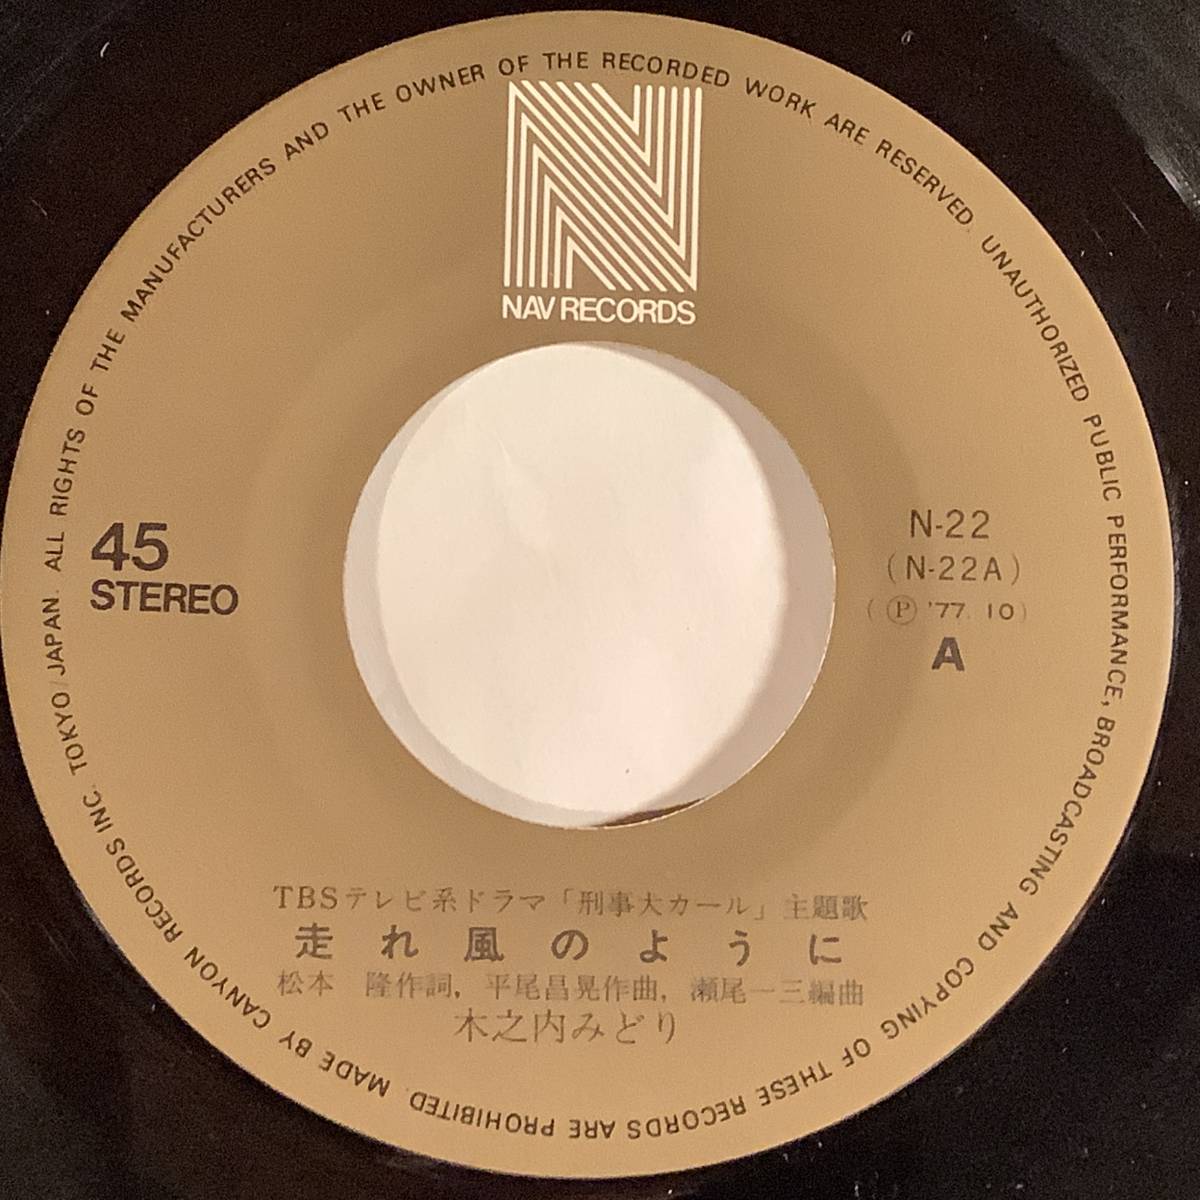 NAV RECORDS
45
STEREO
N-22
(N-22A)
(Ⓟ '77. 10)
A
TBSテレビ系ドラマ「刑事犬カール」主題歌
走れ風のように
松本　隆作詞, 平尾昌晃作曲, 瀬尾一三編曲
木之内みどり
ALL RIGHTS OF THE MANUFACTURERS AND THE OWNER OF THE RECORDED WORK ARE RESERVED. UNAUTHORIZED PUBLIC PERFORMANCE, BROADCASTING AND COPYING OF THESE RECORDS ARE PROHIBITED. MADE BY CANYON RECORDS INC. TOKYO/JAPAN.